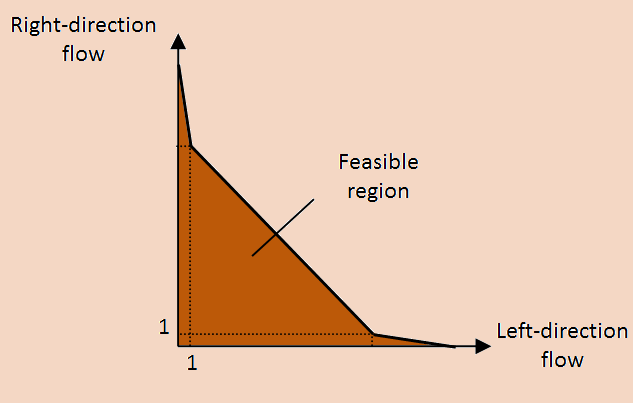 Right-direction
flow
Feasible
region
1
Left-direction
flow
1